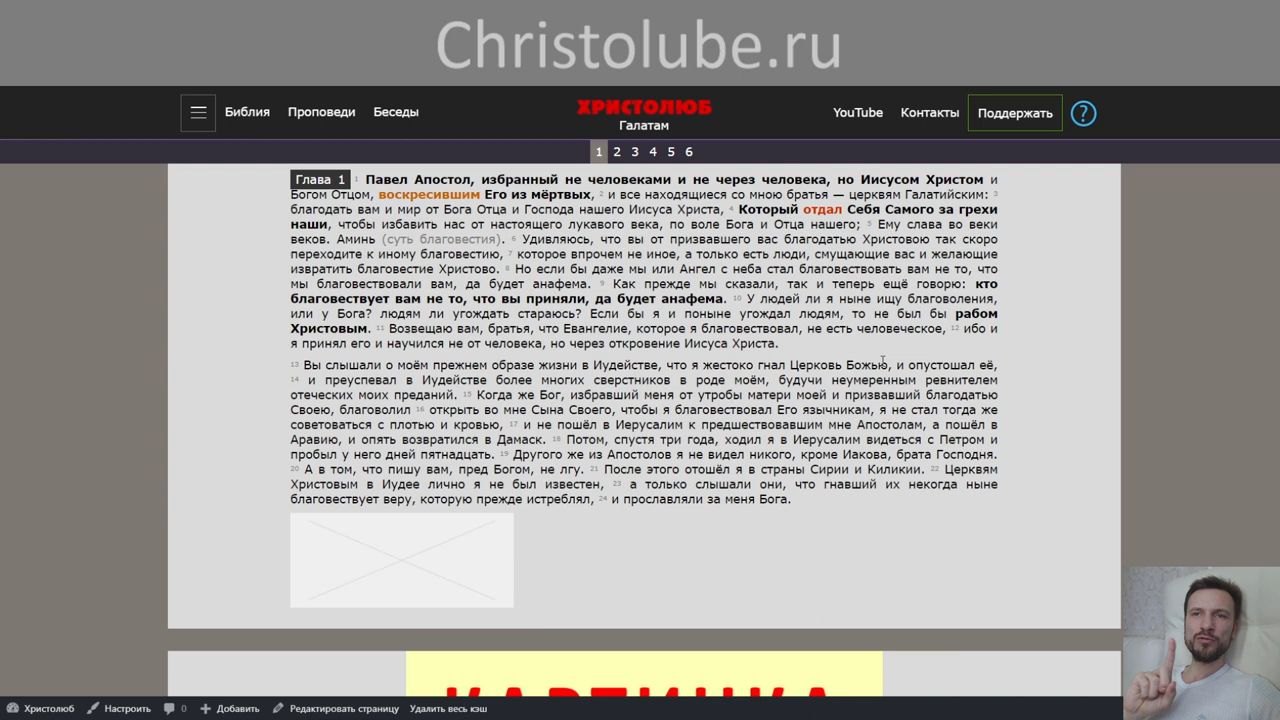 Christolube.ru
Библия Проповеди Беседы
ХРИСТОЛЮБ
Галатам
YouTube Контакты Поддержать ?
1 2 3 4 5 6
Глава 1 1 Павел Апостол, избранный не человеками и не через человека, но Иисусом Христом и
Богом Отцом, воскресившим Его из мёртвых, 2 и все находящиеся со мною братья — церквям Галатийским: 3
благодать вам и мир от Бога Отца и Господа нашего Иисуса Христа, 4 Который отдал Себя Самого за грехи
наши, чтобы избавить нас от настоящего лукавого века, по воле Бога и Отца нашего; 5 Ему слава во веки
веков. Аминь (суть благовестия). 6 Удивляюсь, что вы от призвавшего вас благодатью Христовою так скоро
переходите к иному благовестию, 7 которое впрочем не иное, а только есть люди, смущающие вас и желающие
извратить благовестие Христово. 8 Но если бы даже мы или Ангел с неба стал благовествовать вам не то, что
мы благовествовали вам, да будет анафема. 9 Как прежде мы сказали, так и теперь ещё говорю: кто
благовествует вам не то, что вы приняли, да будет анафема. 10 У людей ли я ныне ищу благоволения,
или у Бога? людям ли угождать стараюсь? Если бы я и поныне угождал людям, то не был бы рабом
Христовым. 11 Возвещаю вам, братья, что Евангелие, которое я благовествовал, не есть человеческое, 12 ибо и
я принял его и научился не от человека, но через откровение Иисуса Христа.
13 Вы слышали о моём прежнем образе жизни в Иудействе, что я жестоко гнал Церковь Божью, и опустошал её,
14 и преуспевал в Иудействе более многих сверстников в роде моём, будучи неумеренным ревнителем
отеческих моих преданий. 15 Когда же Бог, избравший меня от утробы матери моей и призвавший благодатью
Своею, благоволил 16 открыть во мне Сына Своего, чтобы я благовествовал Его язычникам, я не стал тогда же
советоваться с плотью и кровью, 17 и не пошёл в Иерусалим к предшествовавшим мне Апостолам, а пошёл в
Аравию, и опять возвратился в Дамаск. 18 Потом, спустя три года, ходил я в Иерусалим видеться с Петром и
пробыл у него дней пятнадцать. 19 Другого же из Апостолов я не видел никого, кроме Иакова, брата Господня.
20 А в том, что пишу вам, пред Богом, не лгу. 21 После этого отошёл я в страны Сирии и Киликии. 22 Церквям
Христовым в Иудее лично я не был известен, 23 а только слышали они, что гнавший их некогда ныне
благовествует веру, которую прежде истреблял, 24 и прославляли за меня Бога.
КАРТИНКА
Христолюб Настроить 0 Добавить Редактировать страницу Удалить весь кэш